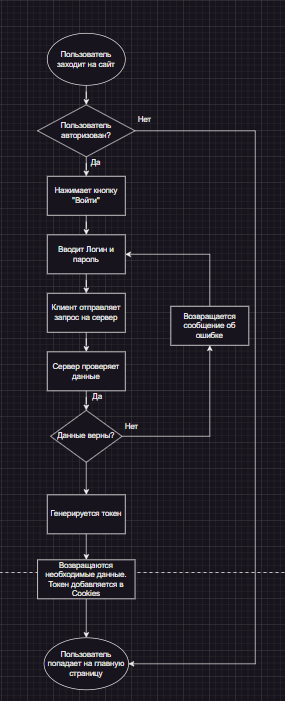 Пользователь
заходит на сайт
Нет
Пользователь
авторизован?
Да
Нажимает кнопку
"Войти"
Вводит Логин и
пароль
Клиент отправляет
запрос на сервер
Возвращается
сообщение об
ошибке
Сервер проверяет
данные
Да
Нет
Данные верны?
Генерируется токен
Возвращаются
необходимые данные.
Токен добавляется в
Cookies
Пользователь
попадает на главную
страницу